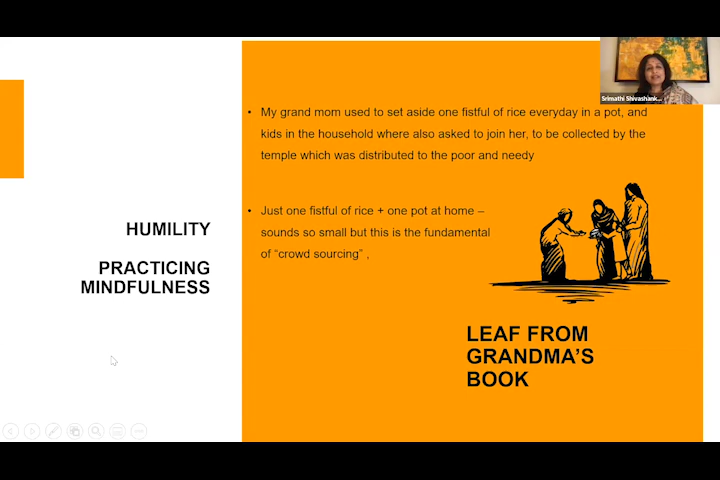 My grand mom used to set aside one fistful of rice everyday in a pot, and
kids in the household where also asked to join her, to be collected by the
temple which was distributed to the poor and needy
Just one fistful of rice + one pot at home –
sounds so small but this is the fundamental
of “crowd sourcing” ,
HUMILITY
PRACTICING
MINDFULNESS
LEAF FROM
GRANDMA’S
BOOK
Srimathi Shivashank...